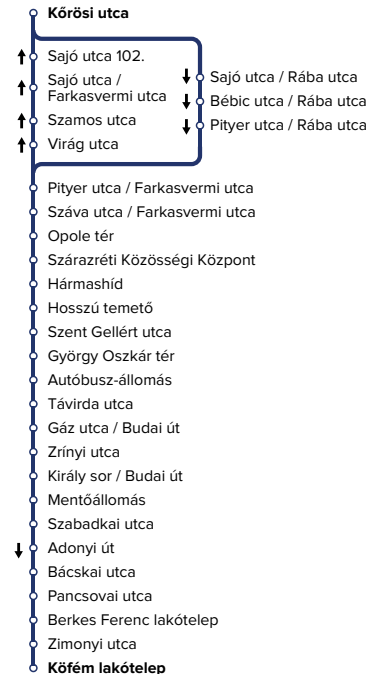 Kőrösi utca
Sajó utca 102.
Sajó utca /
Farkasvermi utca
Szamos utca
Virág utca
Sajó utca / Rába utca
Bébic utca / Rába utca
Pityer utca / Rába utca
Pityer utca / Farkasvermi utca
Száva utca / Farkasvermi utca
Opole tér
Szárazréti Közösségi Központ
Hármashíd
Hosszú temető
Szent Gellért utca
György Oszkár tér
Autóbusz-állomás
Távirda utca
Gáz utca / Budai út
Zrínyi utca
Király sor / Budai út
Mentőállomás
Szabadkai utca
Adonyi út
Bácskai utca
Pancsovai utca
Berkes Ferenc lakótelep
Zimonyi utca
Köfém lakótelep